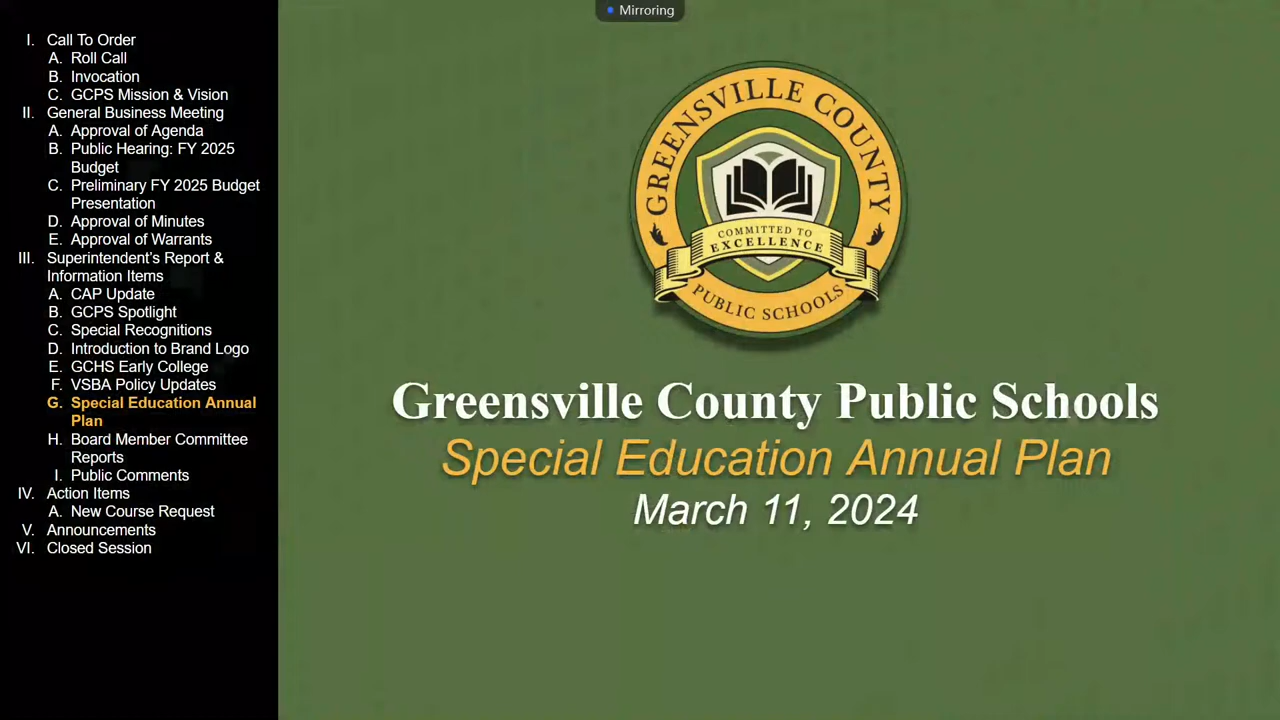 Mirroring
I. Call To Order
A. Roll Call
B. Invocation
C. GCPS Mission & Vision
II. General Business Meeting
A. Approval of Agenda
B. Public Hearing: FY 2025
Budget
C. Preliminary FY 2025 Budget
Presentation
D. Approval of Minutes
E. Approval of Warrants
III. Superintendent's Report &
Information Items
A. CAP Update
B. GCPS Spotlight
C. Special Recognitions
D. Introduction to Brand Logo
E. GCHS Early College
F. VSBA Policy Updates
G. Special Education Annual
Plan
H. Board Member Committee
Reports
I. Public Comments
IV. Action Items
A. New Course Request
V. Announcements
VI. Closed Session
GREENSVILLE COUNTY
COMMITTED TO
EXCELLENCE
PUBLIC SCHOOLS
Greensville County Public Schools
Special Education Annual Plan
March 11, 2024